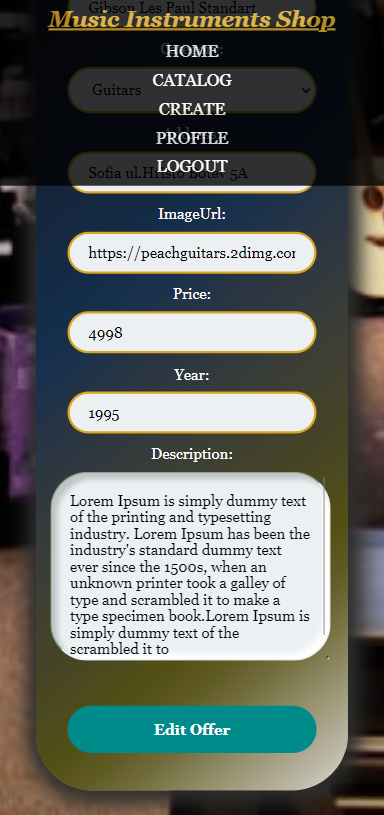 Gibson Les Paul Standart
Music Instruments Shop
HOME
CATALOG
Guitars
CREATE
PROFILE
LOGOUT
Sofia ul.Hristo Botev 5A
ImageUrl:
https://peachguitars.2dimg.con
Price:
4998
Year:
1995
Description:
Lorem Ipsum is simply dummy text
of the printing and typesetting
industry. Lorem Ipsum has been the
industry's standard dummy text
ever since the 1500s, when an
unknown printer took a galley of
type and scrambled it to make a
type specimen book.Lorem Ipsum is
simply dummy text of the
scrambled it to
Edit Offer